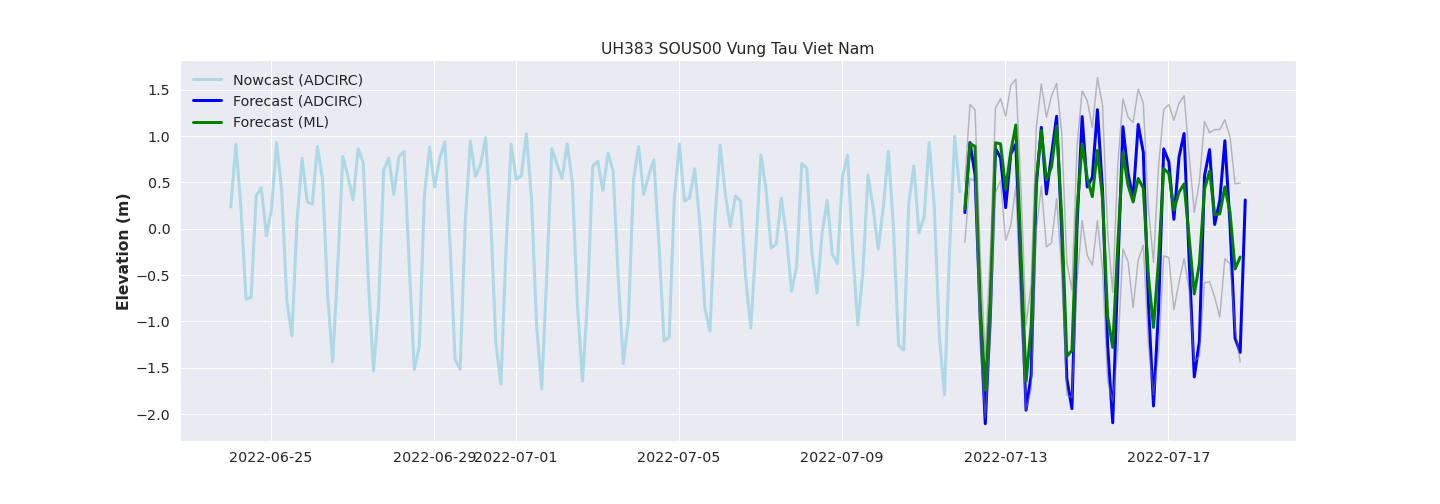 UH383 SOUS00 Vung Tau Viet Nam
Nowcast (ADCIRC)
Forecast (ADCIRC)
Forecast (ML)
Elevation (m)
1.5
1.0
0.5
0.0
−0.5
−1.0
−1.5
−2.0
2022-06-25 2022-06-29 2022-07-01 2022-07-05 2022-07-09 2022-07-13 2022-07-17